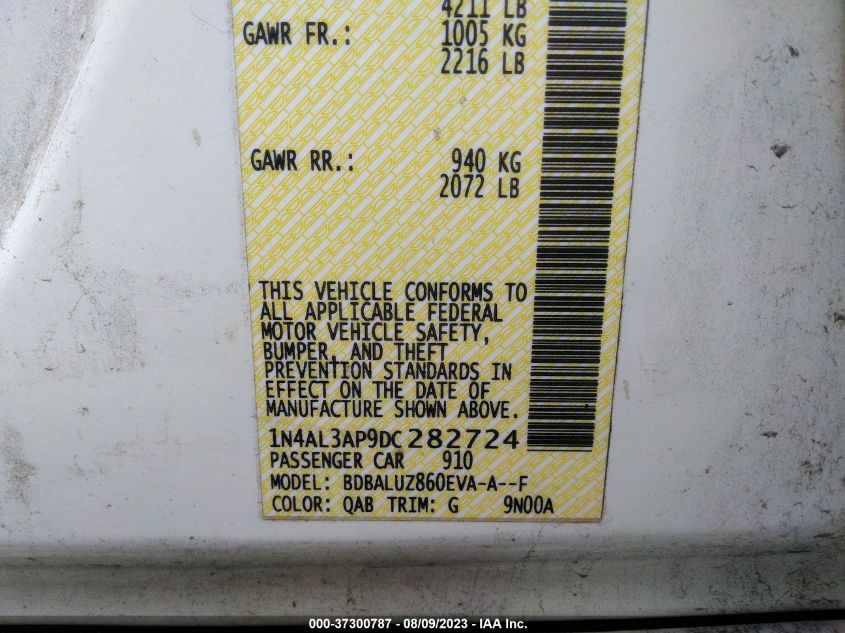 4211 LB
GAWR FR.: 1005 KG
2216 LB
GAWR RR.: 940 KG
2072 LB
THIS VEHICLE CONFORMS TO
ALL APPLICABLE FEDERAL
MOTOR VEHICLE SAFETY,
BUMPER, AND THEFT
PREVENTION STANDARDS IN
EFFECT ON THE DATE OF
MANUFACTURE SHOWN ABOVE.
1N4AL3AP9DC282724
PASSENGER CAR 910
MODEL: BDBALUZ860EVA-A--F
COLOR: QAB TRIM: G 9N00A
000-37300787 - 08/09/2023 - IAA Inc.